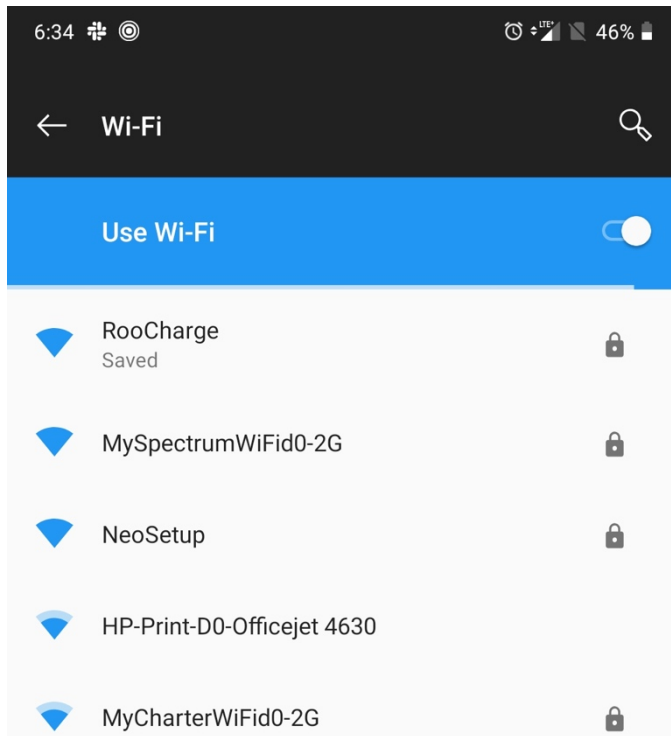 6:34 LTE+ 46%
Wi-Fi
Use Wi-Fi
RooCharge
Saved
MySpectrumWiFid0-2G
NeoSetup
HP-Print-D0-Officejet 4630
MyCharterWiFid0-2G